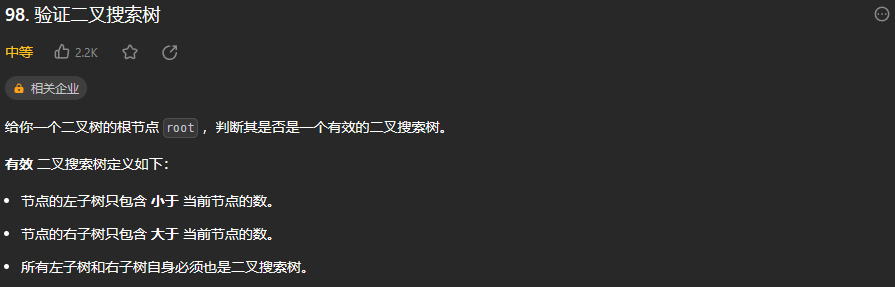 98. 验证二叉搜索树
中等 2.2K
相关企业
给你一个二叉树的根节点 root ，判断其是否是一个有效的二叉搜索树。
有效 二叉搜索树定义如下：
• 节点的左子树只包含 小于 当前节点的数。
• 节点的右子树只包含 大于 当前节点的数。
• 所有左子树和右子树自身必须也是二叉搜索树。